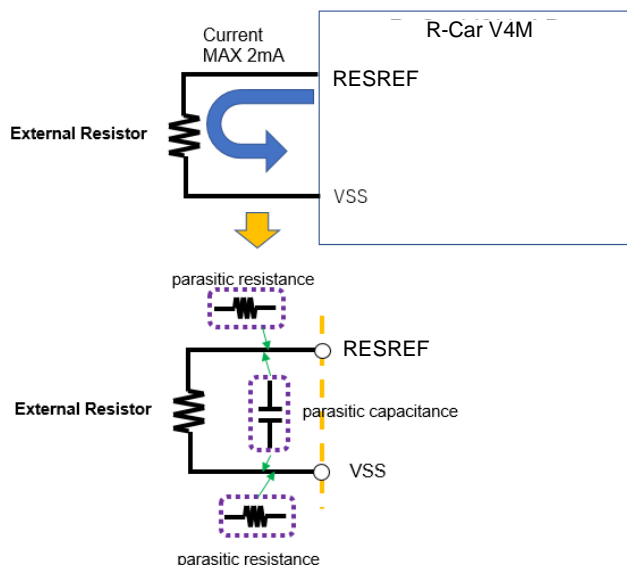 Current
MAX 2mA
R-Car V4M
RESREF
External Resistor
VSS
parasitic resistance
RESREF
External Resistor
parasitic capacitance
VSS
parasitic resistance